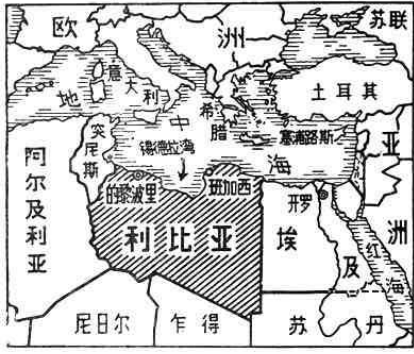 欧
洲
苏联
意大利
地
中
海
希腊
土耳其
塞浦路斯
亚
洲
突尼斯
锡德拉湾
的黎波里
班加西
开罗
阿尔及利亚
利比亚
埃
及
红
海
尼日尔
乍得
苏
丹